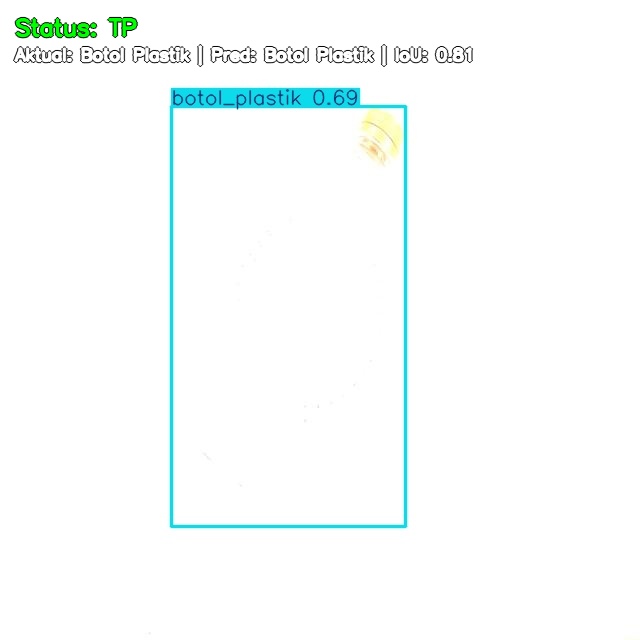 Status: TP
Aktual: Botol Plastik | Pred: Botol Plastik | IoU: 0.81
botol_plastik 0.69